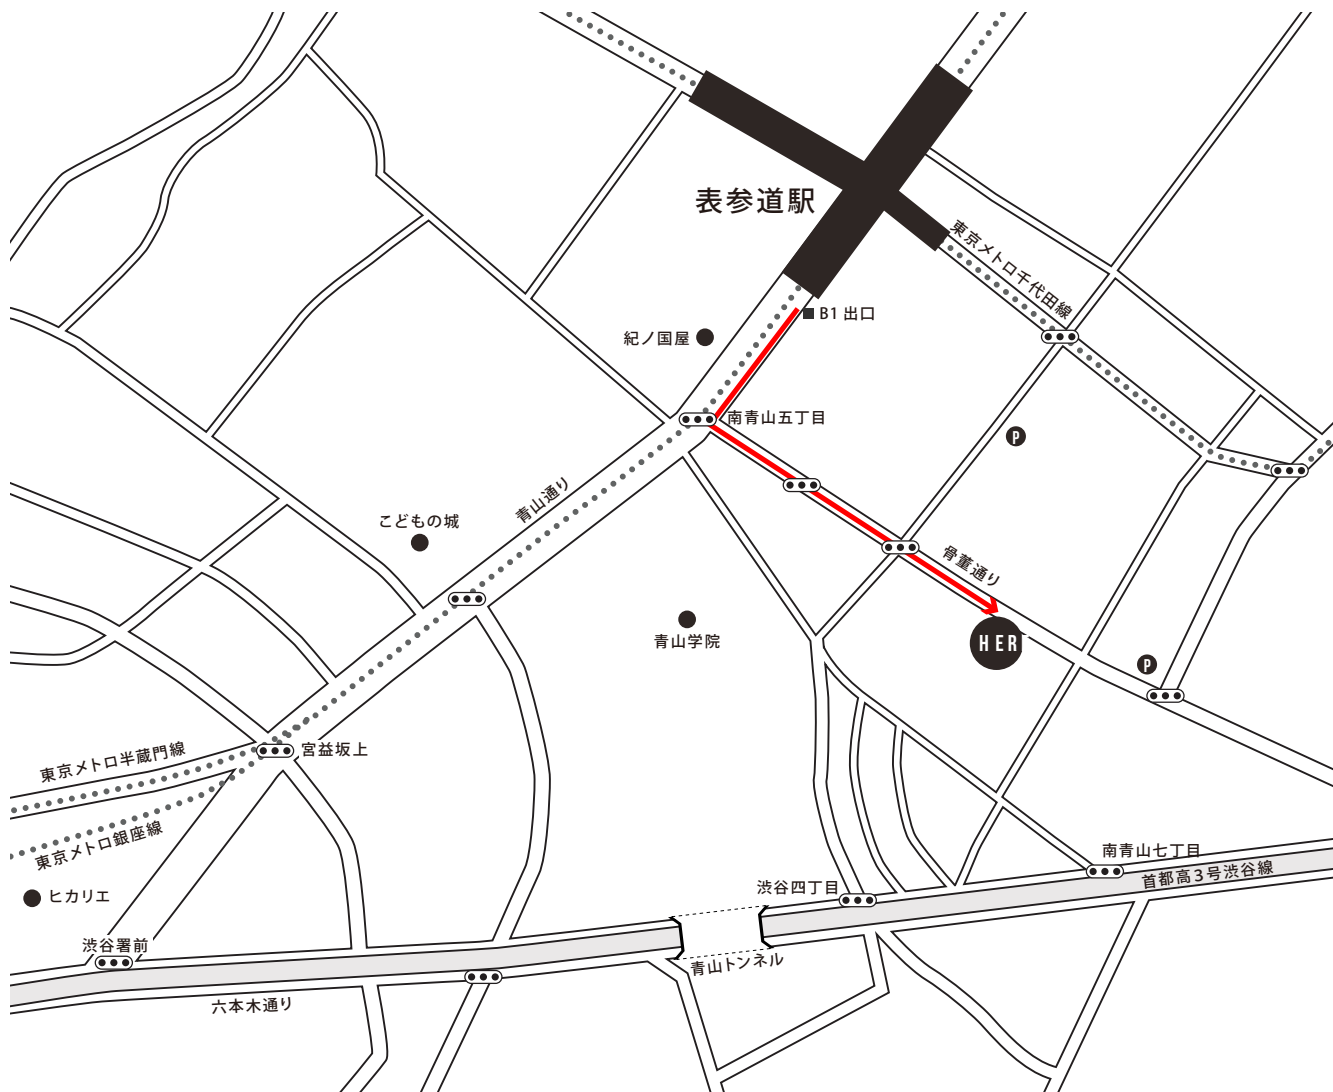 表参道駅
東京メトロ千代田線
B1 出口
紀ノ国屋
南青山五丁目
P
青山通り
こどもの城
骨董通り
青山学院
HER
P
宮益坂上
東京メトロ半蔵門線
東京メトロ銀座線
ヒカリエ
南青山七丁目
首都高3号渋谷線
渋谷四丁目
渋谷署前
青山トンネル
六本木通り